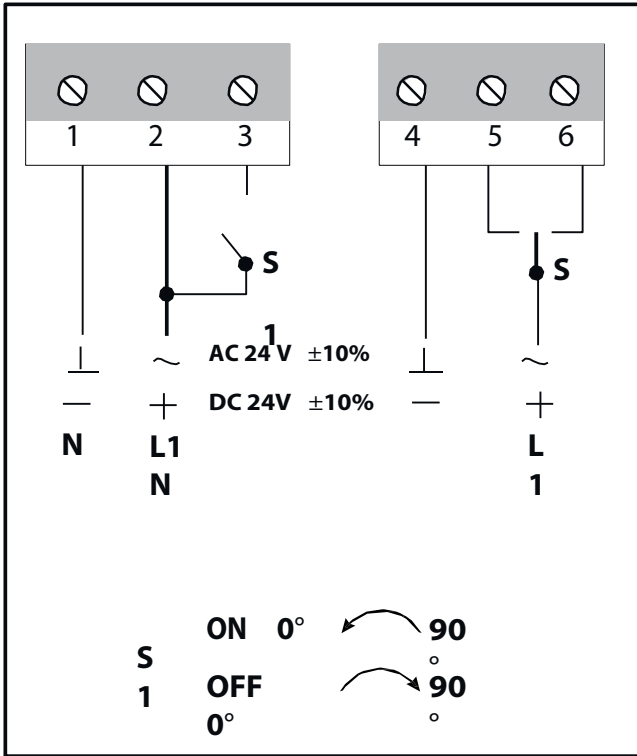 1 2 3 4 5 6
S S
1
~ AC 24 V ±10% ~
− + DC 24V ±10% − +
N L1 L
N 1
ON 0° 90
°
S
OFF 90
1
0° °